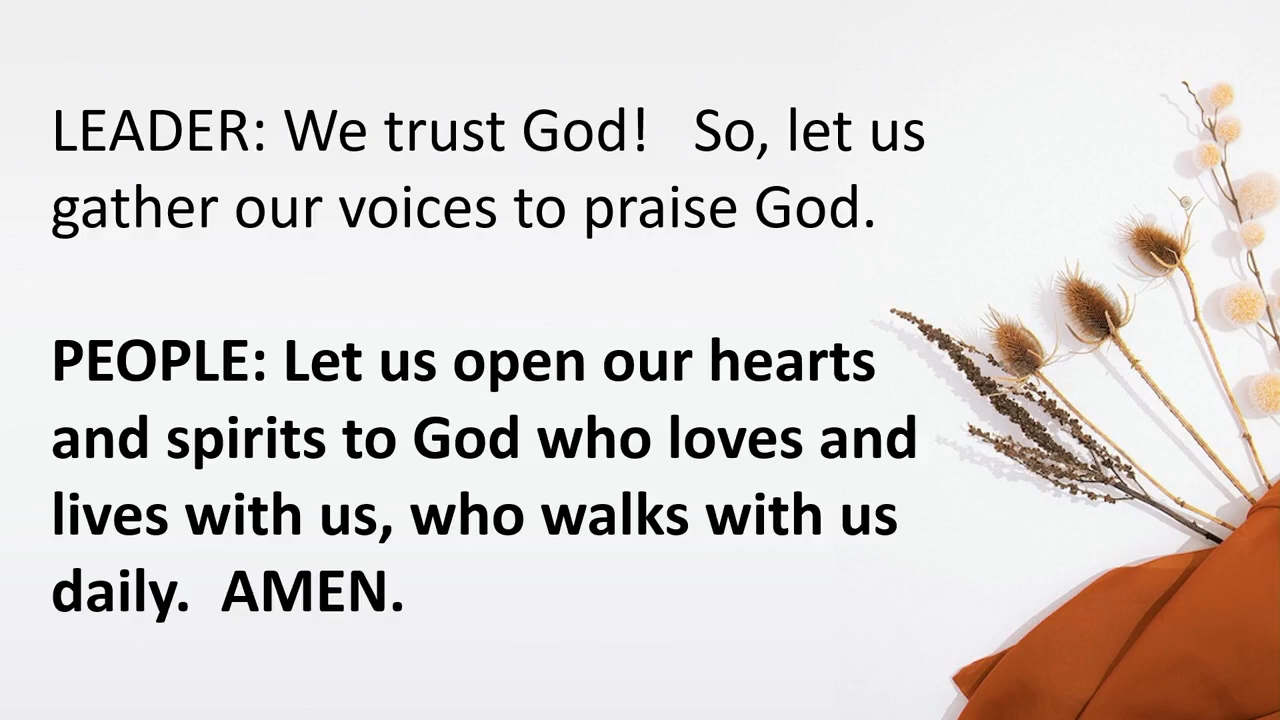 LEADER: We trust God!   So, let us
gather our voices to praise God.
PEOPLE: Let us open our hearts
and spirits to God who loves and
lives with us, who walks with us
daily.  AMEN.